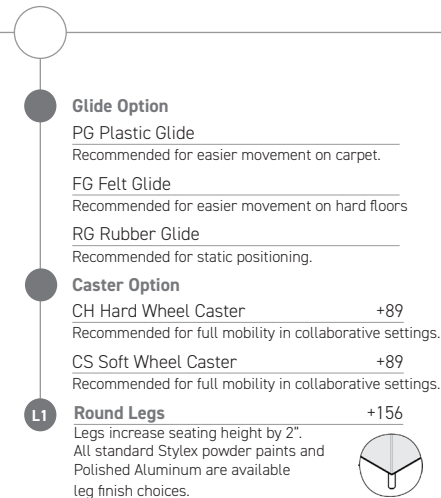 Glide Option
PG Plastic Glide
Recommended for easier movement on carpet.
FG Felt Glide
Recommended for easier movement on hard floors
RG Rubber Glide
Recommended for static positioning.
Caster Option
CH Hard Wheel Caster +89
Recommended for full mobility in collaborative settings.
CS Soft Wheel Caster +89
Recommended for full mobility in collaborative settings.
L1 Round Legs +156
Legs increase seating height by 2".
All standard Stylex powder paints and
Polished Aluminum are available
leg finish choices.